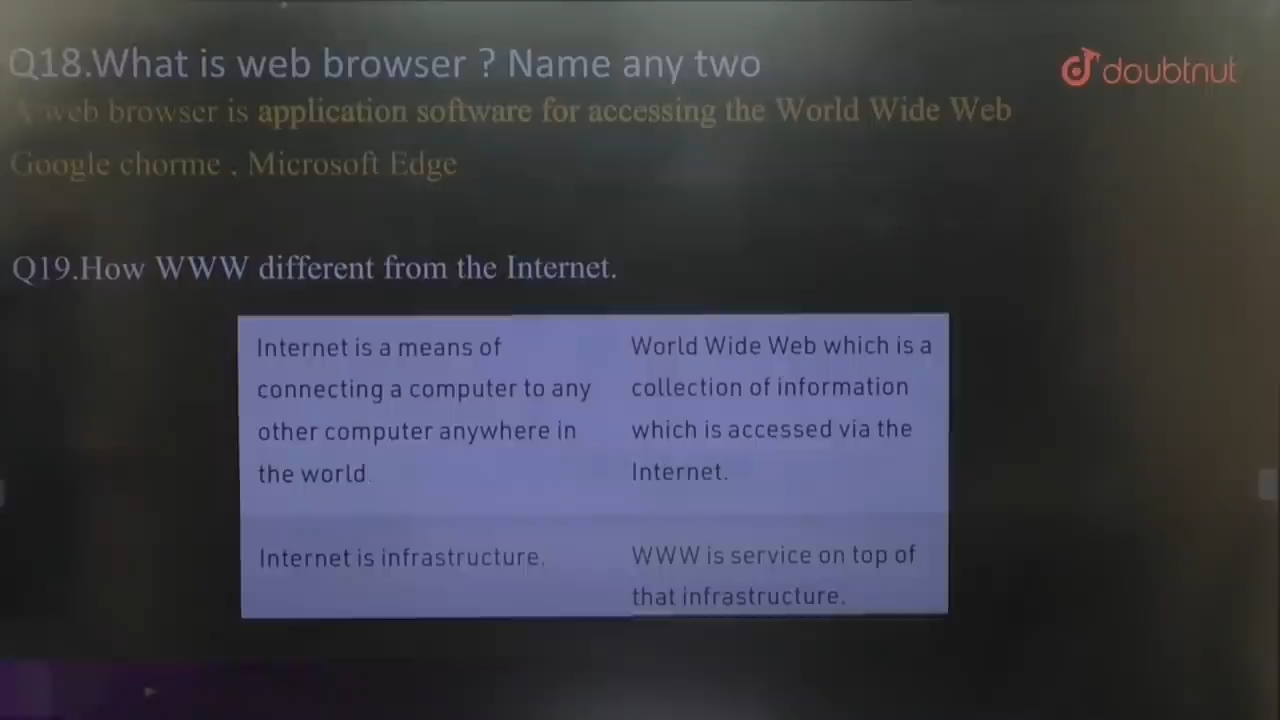 Q18.What is web browser ? Name any two
doubtnut
A web browser is application software for accessing the World Wide Web
Google chorme , Microsoft Edge
Q19.How WWW different from the Internet.
Internet is a means of
connecting a computer to any
other computer anywhere in
the world.
World Wide Web which is a
collection of information
which is accessed via the
Internet.
Internet is infrastructure.
WWW is service on top of
that infrastructure.